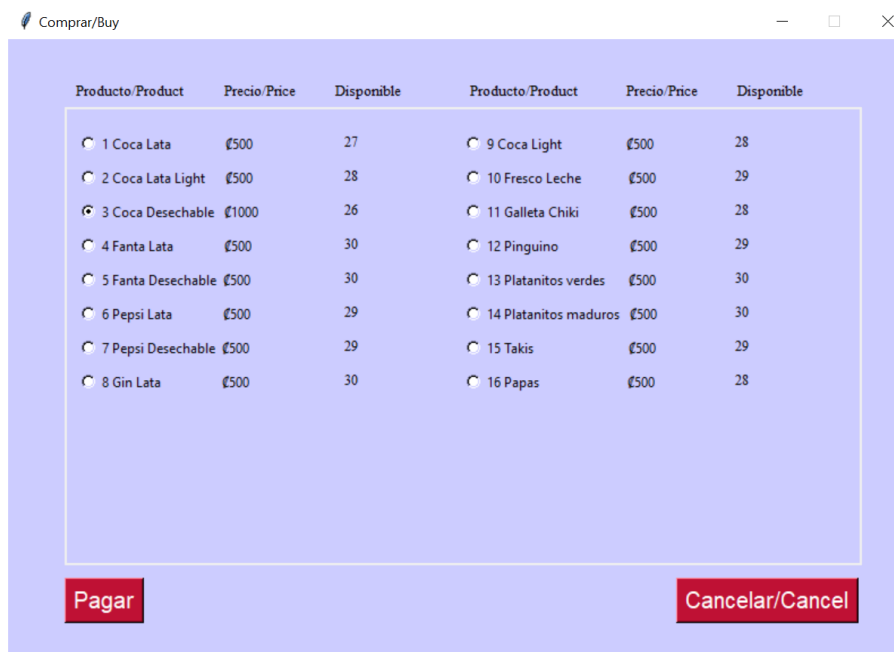 Comprar/Buy
Producto/Product Precio/Price Disponible Producto/Product Precio/Price Disponible
1 Coca Lata ₡500 27 9 Coca Light ₡500 28
2 Coca Lata Light ₡500 28 10 Fresco Leche ₡500 29
3 Coca Desechable ₡1000 26 11 Galleta Chiki ₡500 28
4 Fanta Lata ₡500 30 12 Pinguino ₡500 29
5 Fanta Desechable ₡500 30 13 Platanitos verdes ₡500 30
6 Pepsi Lata ₡500 29 14 Platanitos maduros ₡500 30
7 Pepsi Desechable ₡500 29 15 Takis ₡500 29
8 Gin Lata ₡500 30 16 Papas ₡500 28
Pagar Cancelar/Cancel